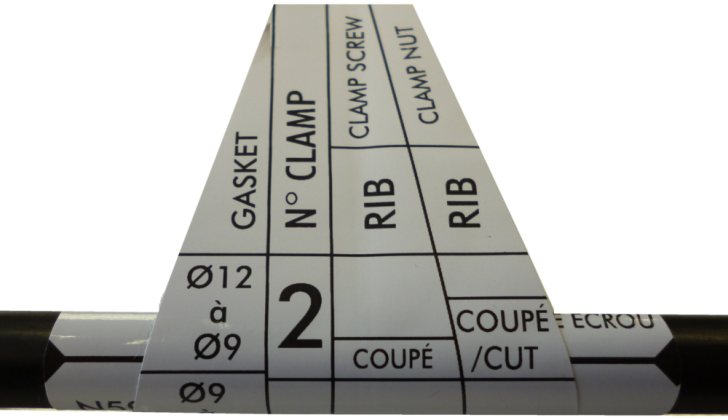 GASKET
N° CLAMP
CLAMP SCREW
CLAMP NUT
RIB
RIB
Ø12
à
Ø9
2
COUPÉ
COUPÉ
/CUT
ECROU
Ø9